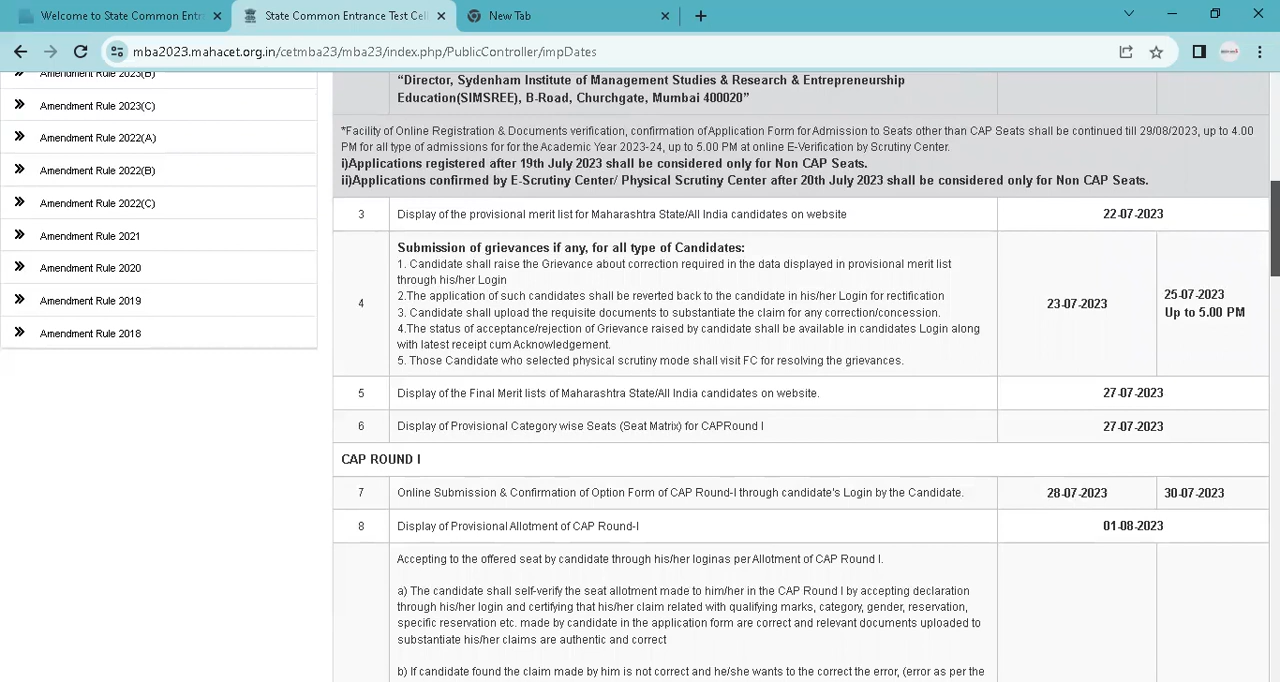 Welcome to State Common Entr
State Common Entrance Test Cell
New Tab
mba2023.mahacet.org.in/cetmba23/mba23/index.php/PublicController/impDates
Amendment Rule 2023(B)
Amendment Rule 2023(C)
Amendment Rule 2022(A)
Amendment Rule 2022(B)
Amendment Rule 2022(C)
Amendment Rule 2021
Amendment Rule 2020
Amendment Rule 2019
Amendment Rule 2018
“Director, Sydenham Institute of Management Studies & Research & Entrepreneurship
Education(SIMSREE), B-Road, Churchgate, Mumbai 400020”
*Facility of Online Registration & Documents verification, confirmation of Application Form for Admission to Seats other than CAP Seats shall be continued till 29/08/2023, up to 4.00
PM for all type of candidates for the Academic Year 2023-24, up to 5.00 PM at online E-Verification by Scrutiny Center.
i)Applications registered after 19th July 2023 shall be considered only for Non CAP Seats.
ii)Applications confirmed by E-Scrutiny Center/ Physical Scrutiny Center after 20th July 2023 shall be considered only for Non CAP Seats.
3 Display of the provisional merit list for Maharashtra State/All India candidates on website 22-07-2023
Submission of grievances if any, for all type of Candidates:
1. Candidate shall raise the Grievance about correction required in the data displayed in provisional merit list
through his/her Login.
2.The application of such candidates shall be reverted back to the candidate in his/her Login for rectification
3. Candidate can upload the requisite documents to substantiate the claim for any correction/concession.
4.The status of acceptance/rejection of Grievance raised by candidate shall be available in candidates Login along
with latest receipt cum Acknowledgement.
5. Those Candidates who selected physical scrutiny mode shall visit FC for resolving the grievances.
4 23-07-2023 25-07-2023
Up to 5.00 PM
5 Display of the Final Merit lists of Maharashtra State/All India candidates on website. 27-07-2023
6 Display of Provisional Category wise Seats (Seat Matrix) for CAPRound I 27-07-2023
CAP ROUND I
7 Online Submission & Confirmation of Option Form of CAP Round-I through candidate's Login by the Candidate. 28-07-2023 30-07-2023
8 Display of Provisional Allotment of CAP Round-I 01-08-2023
Accepting to the offered seat by candidate through his/her loginas per Allotment of CAP Round I.
a) The candidate shall self-verify the seat allotment made to him/her in the CAP Round I by accepting declaration
through his/her login and certifying that his/her claim related with qualifying marks, category, gender, reservation,
specific reservation etc. made by candidate in the application form are correct and relevant documents uploaded to
substantiate his/her claims are authentic and correct
b) If candidate found the claim made by him is not correct and he/she wants to the correct the error, (error as per the